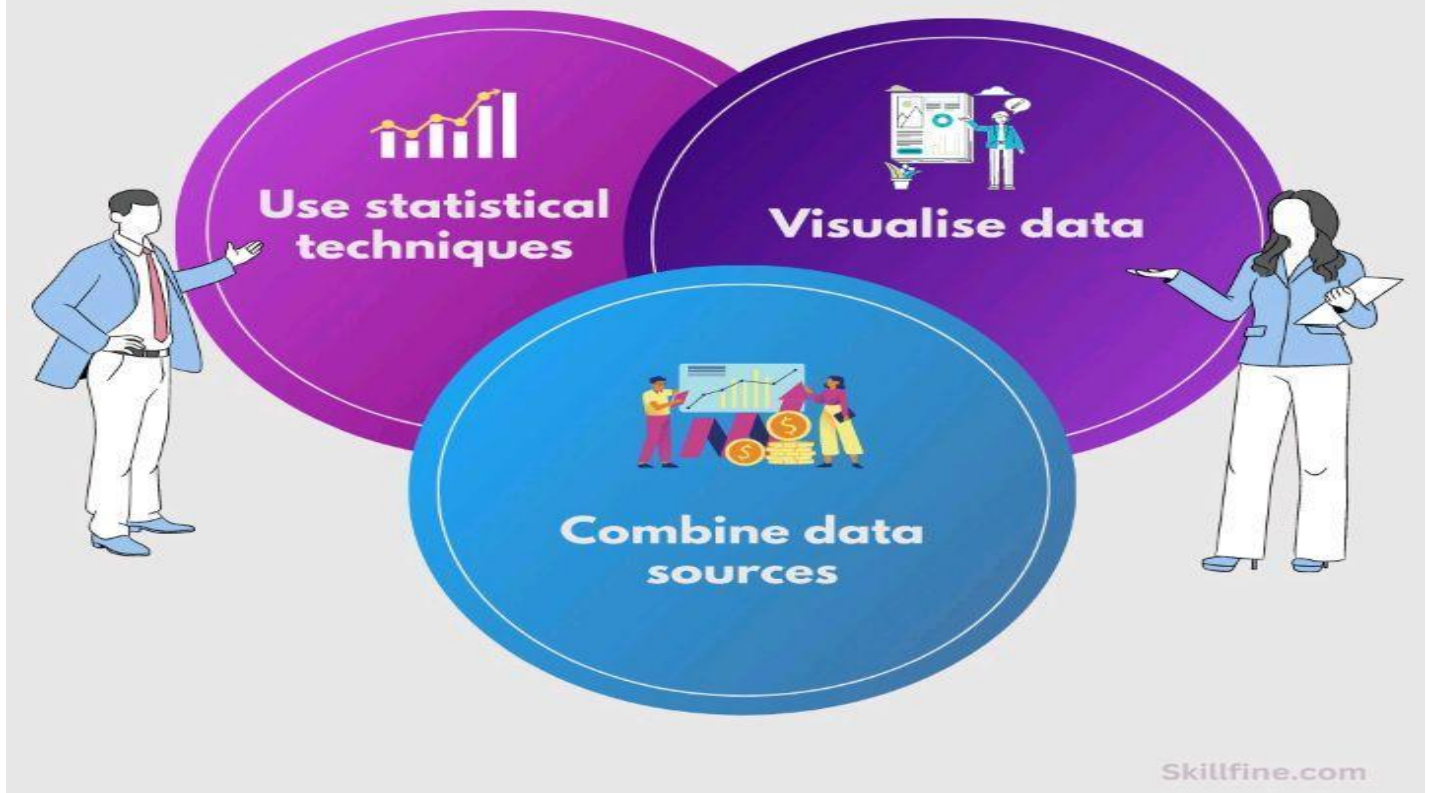 Use statistical
techniques
Visualise data
Combine data
sources
Skillfine.com